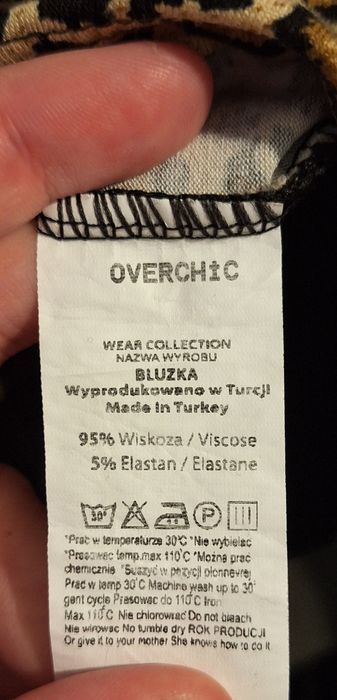 OVERCHIC
WEAR COLLECTION
NAZWA WYROBU
BLUZKA
Wyprodukowano w Turcji
Made in Turkey
95% Wiskoza / Viscose
5% Elastan / Elastane
30°
P
*Prać w temperaturze 30°C *Nie wybielać
*Prasować temp.max 110°C *Można prać
chemicznie *Suszyć w pozycji pionowej
Prać w temp 30°C Machine wash up to 30°
gent cycle Prasować do 110°C Iron
Max 110°C Nie chlorować Do not bleach
Nie wirować No tumble dry ROK PRODUCJI
Or give it to your mother She knows how to do it